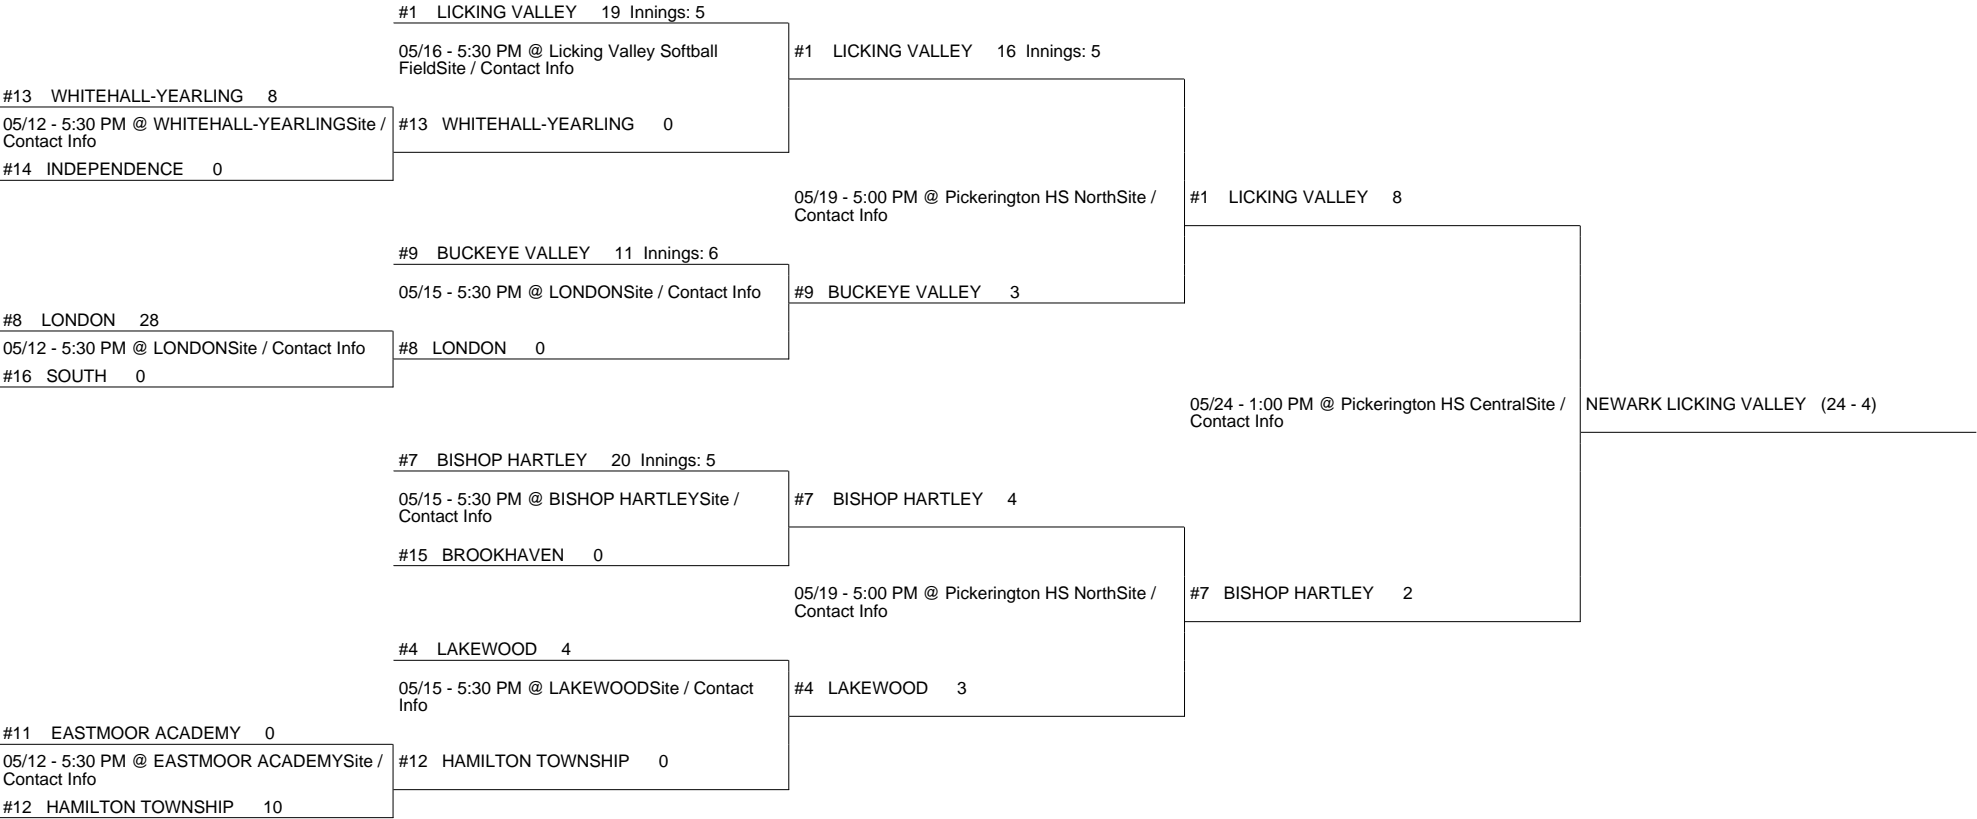 #1 LICKING VALLEY 19 Innings: 5
05/16 - 5:30 PM @ Licking Valley Softball
FieldSite / Contact Info
#1 LICKING VALLEY 16 Innings: 5
#13 WHITEHALL-YEARLING 8
05/12 - 5:30 PM @ WHITEHALL-YEARLINGSite /
Contact Info
#13 WHITEHALL-YEARLING 0
#14 INDEPENDENCE 0
05/19 - 5:00 PM @ Pickerington HS NorthSite /
Contact Info
#1 LICKING VALLEY 8
#9 BUCKEYE VALLEY 11 Innings: 6
05/15 - 5:30 PM @ LONDONSite / Contact Info
#9 BUCKEYE VALLEY 3
#8 LONDON 28
05/12 - 5:30 PM @ LONDONSite / Contact Info
#8 LONDON 0
#16 SOUTH 0
05/24 - 1:00 PM @ Pickerington HS CentralSite /
Contact Info
NEWARK LICKING VALLEY (24 - 4)
#7 BISHOP HARTLEY 20 Innings: 5
05/15 - 5:30 PM @ BISHOP HARTLEYSite /
Contact Info
#7 BISHOP HARTLEY 4
#15 BROOKHAVEN 0
05/19 - 5:00 PM @ Pickerington HS NorthSite /
Contact Info
#7 BISHOP HARTLEY 2
#4 LAKEWOOD 4
05/15 - 5:30 PM @ LAKEWOODSite / Contact
Info
#4 LAKEWOOD 3
#11 EASTMOOR ACADEMY 0
05/12 - 5:30 PM @ EASTMOOR ACADEMYSite /
Contact Info
#12 HAMILTON TOWNSHIP 0
#12 HAMILTON TOWNSHIP 10